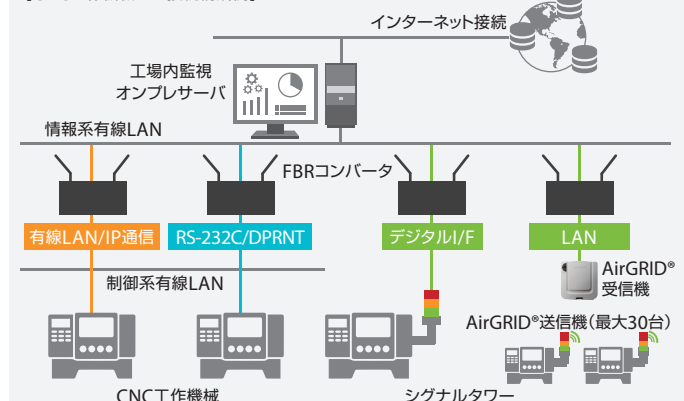 インターネット接続
工場内監視
オンプレサーバ
情報系有線LAN
FBRコンバータ
有線LAN/IP通信
RS-232C/DPRNT
デジタルI/F
LAN
制御系有線LAN
AirGRID®
受信機
AirGRID®送信機(最大30台)
CNC工作機械
シグナルタワー